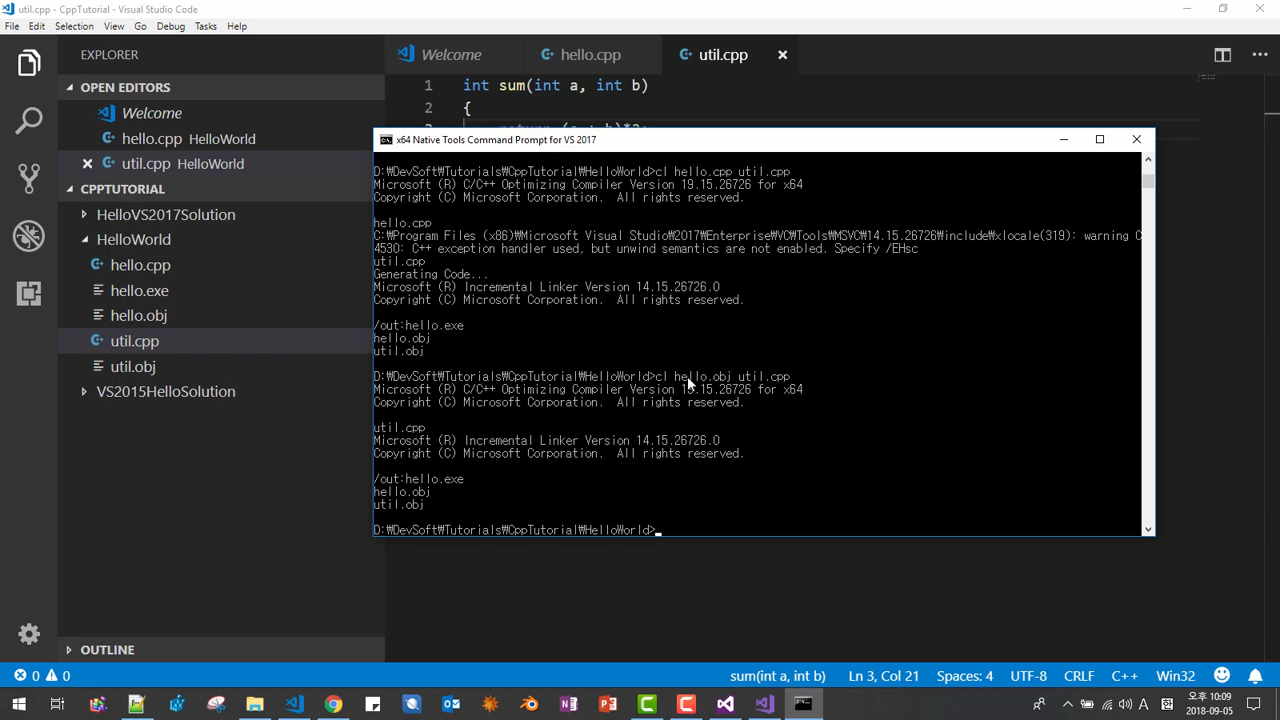 util.cpp - CppTutorial - Visual Studio Code
File Edit Selection View Go Debug Tasks Help
EXPLORER
OPEN EDITORS
Welcome
hello.cpp HelloWorld
util.cpp HelloWorld
CPPTUTORIAL
HelloVS2017Solution
HelloWorld
hello.cpp
hello.exe
hello.obj
util.cpp
util.obj
VS2015HelloSolution
OUTLINE
Welcome hello.cpp util.cpp
1 int sum(int a, int b)
2 {
x64 Native Tools Command Prompt for VS 2017
D:₩DevSoft₩Tutorials₩CppTutorial₩HelloWorld>cl hello.cpp util.cpp
Microsoft (R) C/C++ Optimizing Compiler Version 19.15.26726 for x64
Copyright (C) Microsoft Corporation.  All rights reserved.
hello.cpp
C:₩Program Files (x86)₩Microsoft Visual Studio₩2017₩Enterprise₩VC₩Tools₩MSVC₩14.15.26726₩include₩xlocale(319): warning C
4530: C++ exception handler used, but unwind semantics are not enabled. Specify /EHsc
util.cpp
Generating Code...
Microsoft (R) Incremental Linker Version 14.15.26726.0
Copyright (C) Microsoft Corporation.  All rights reserved.
/out:hello.exe
hello.obj
util.obj
D:₩DevSoft₩Tutorials₩CppTutorial₩HelloWorld>cl hello.obj util.cpp
Microsoft (R) C/C++ Optimizing Compiler Version 19.15.26726 for x64
Copyright (C) Microsoft Corporation.  All rights reserved.
util.cpp
Microsoft (R) Incremental Linker Version 14.15.26726.0
Copyright (C) Microsoft Corporation.  All rights reserved.
/out:hello.exe
hello.obj
util.obj
D:₩DevSoft₩Tutorials₩CppTutorial₩HelloWorld>
0 0 sum(int a, int b) Ln 3, Col 21 Spaces: 4 UTF-8 CRLF C++ Win32
A 오후 10:09
2018-09-05